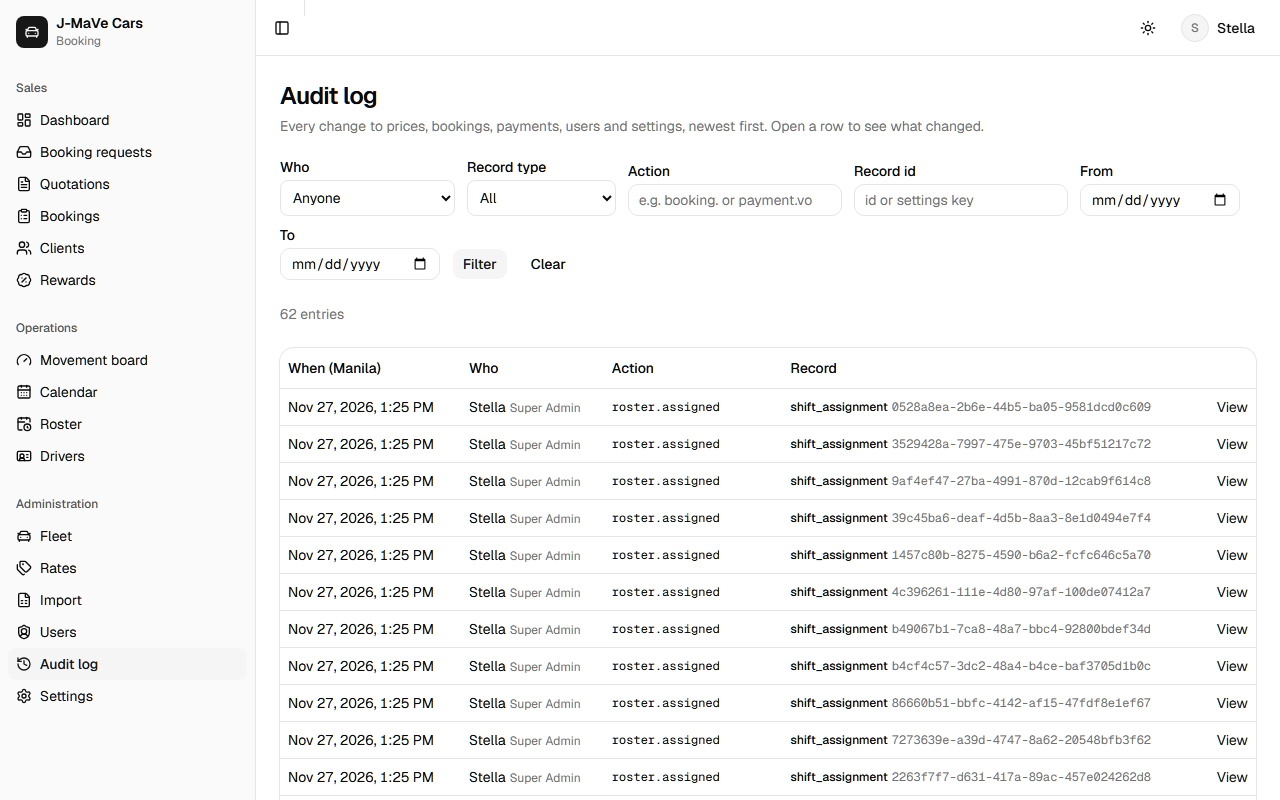 J-MaVe Cars
Booking
Sales
Dashboard
Booking requests
Quotations
Bookings
Clients
Rewards
Operations
Movement board
Calendar
Roster
Drivers
Administration
Fleet
Rates
Import
Users
Audit log
Settings
S Stella
Audit log
Every change to prices, bookings, payments, users and settings, newest first. Open a row to see what changed.
Who Record type Action Record id From
Anyone All e.g. booking. or payment.vo id or settings key mm/dd/yyyy
To
mm/dd/yyyy Filter Clear
62 entries
When (Manila) Who Action Record
Nov 27, 2026, 1:25 PM Stella Super Admin roster.assigned shift_assignment 0528a8ea-2b6e-44b5-ba05-9581dcd0c609 View
Nov 27, 2026, 1:25 PM Stella Super Admin roster.assigned shift_assignment 3529428a-7997-475e-9703-45bf51217c72 View
Nov 27, 2026, 1:25 PM Stella Super Admin roster.assigned shift_assignment 9af4ef47-27ba-4991-870d-12cab9f614c8 View
Nov 27, 2026, 1:25 PM Stella Super Admin roster.assigned shift_assignment 39c45ba6-deaf-4d5b-8aa3-8e1d0494e7f4 View
Nov 27, 2026, 1:25 PM Stella Super Admin roster.assigned shift_assignment 1457c80b-8275-4590-b6a2-fcfc646c5a70 View
Nov 27, 2026, 1:25 PM Stella Super Admin roster.assigned shift_assignment 4c396261-111e-4d80-97af-100de07412a7 View
Nov 27, 2026, 1:25 PM Stella Super Admin roster.assigned shift_assignment b49067b1-7ca8-48a7-bbc4-92800bdef34d View
Nov 27, 2026, 1:25 PM Stella Super Admin roster.assigned shift_assignment b4cf4c57-3dc2-48a4-b4ce-baf3705d1b0c View
Nov 27, 2026, 1:25 PM Stella Super Admin roster.assigned shift_assignment 86660b51-bbfc-4142-af15-47fdf8e1ef67 View
Nov 27, 2026, 1:25 PM Stella Super Admin roster.assigned shift_assignment 7273639e-a39d-4747-8a62-20548bfb3f62 View
Nov 27, 2026, 1:25 PM Stella Super Admin roster.assigned shift_assignment 2263f7f7-d631-417a-89ac-457e024262d8 View